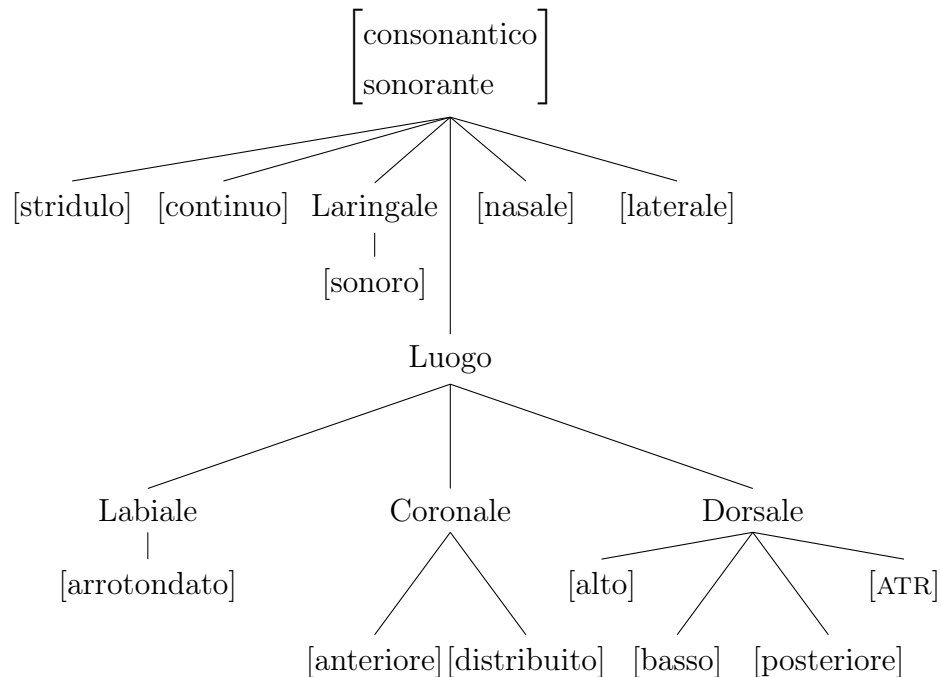 consonantico
sonorante
[stridulo] [continuo] Laringale [nasale] [laterale]
[sonoro]
Luogo
Labiale Coronale Dorsale
[arrotondato] [alto] [ATR]
[anteriore] [distribuito] [basso] [posteriore]